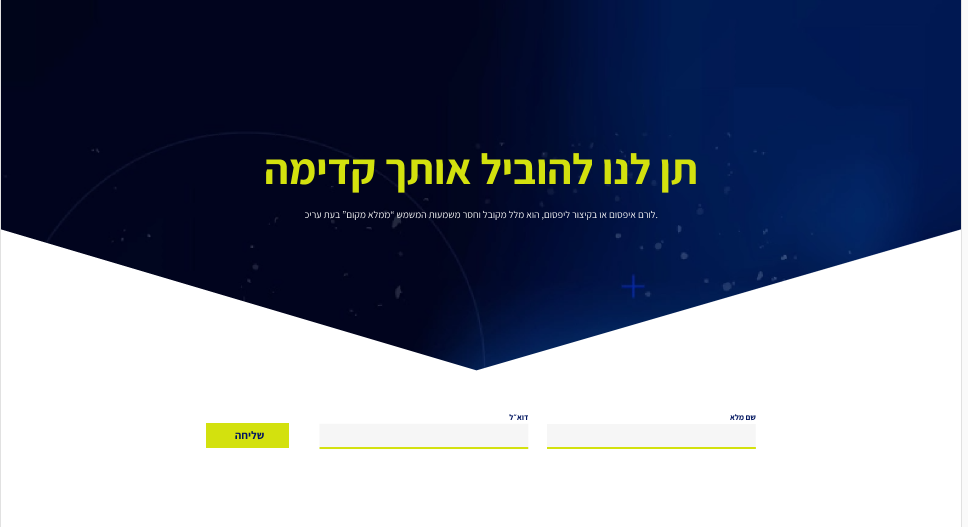 תן לנו להוביל אותך קדימה
לורם איפסום או בקיצור ליפסום, הוא מלל מקובל וחסר משמעות המשמש "ממלא מקום" בעת עריכ.
שם מלא
דוא״ל
שליחה